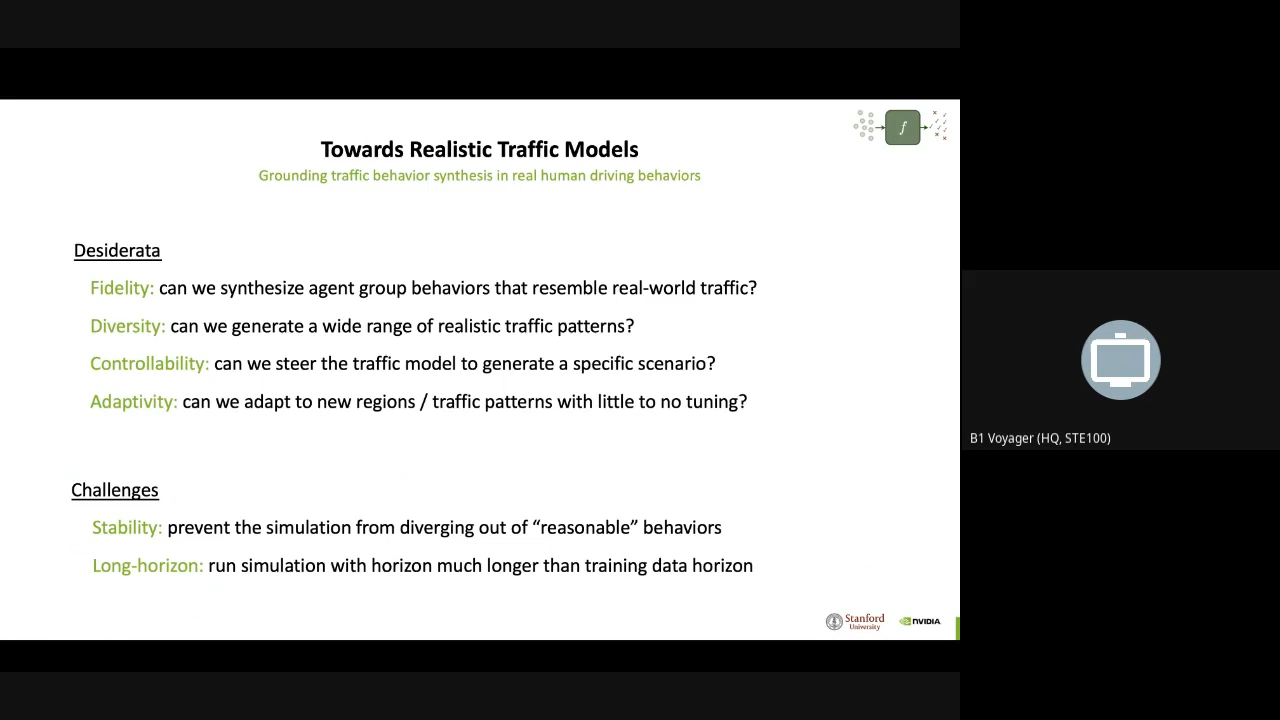 Towards Realistic Traffic Models
Grounding traffic behavior synthesis in real human driving behaviors
f
Desiderata
Fidelity: can we synthesize agent group behaviors that resemble real-world traffic?
Diversity: can we generate a wide range of realistic traffic patterns?
Controllability: can we steer the traffic model to generate a specific scenario?
Adaptivity: can we adapt to new regions / traffic patterns with little to no tuning?
Challenges
Stability: prevent the simulation from diverging out of “reasonable” behaviors
Long-horizon: run simulation with horizon much longer than training data horizon
Stanford
University
NVIDIA
B1 Voyager (HQ, STE100)